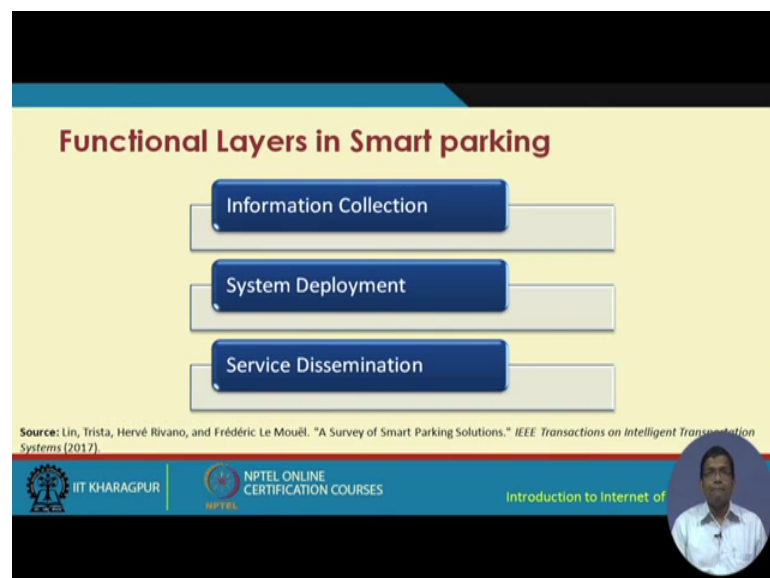 Functional Layers in Smart parking
Information Collection
System Deployment
Service Dissemination
Source: Lin, Trista, Hervé Rivano, and Frédéric Le Mouël. "A Survey of Smart Parking Solutions." IEEE Transactions on Intelligent Transportation
Systems (2017).
IIT KHARAGPUR
NPTEL ONLINE
CERTIFICATION COURSES
NPTEL
Introduction to Internet of